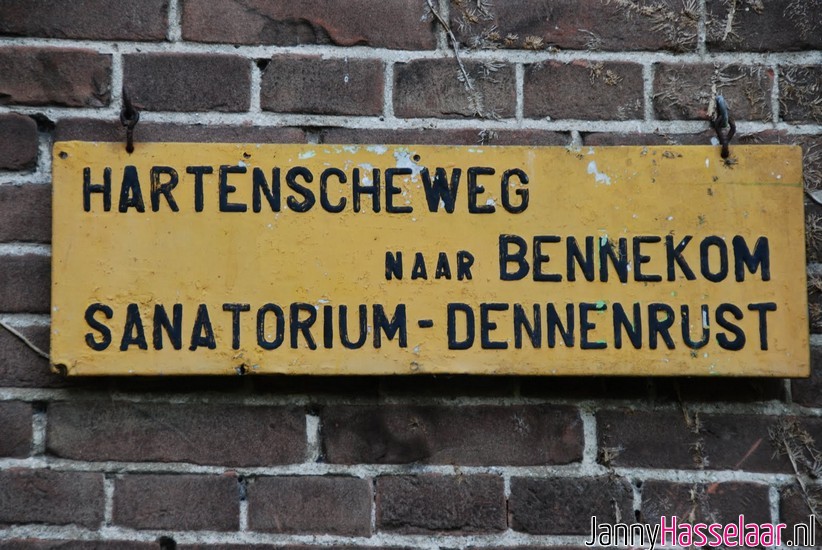 HARTENSCHEWEG
NAAR BENNEKOM
SANATORIUM-DENNENRUST
JannyHasselaar.nl